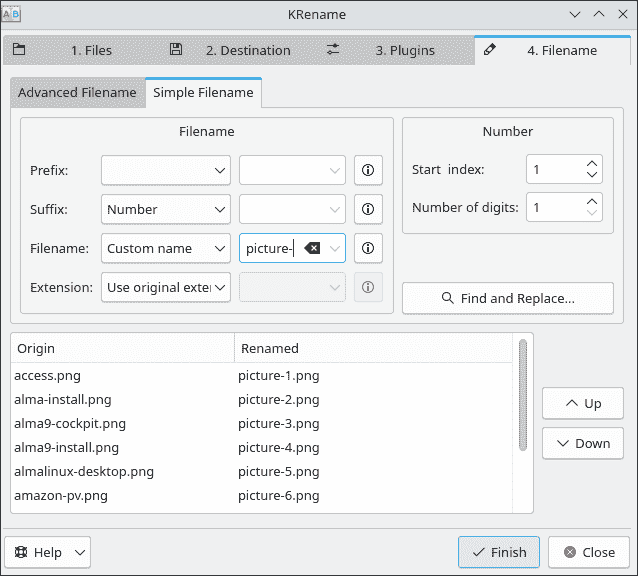 AB
KRename
1. Files
2. Destination
3. Plugins
4. Filename
Advanced Filename
Simple Filename
Filename
Prefix:
Suffix:
Number
Filename:
Custom name
picture-
Extension:
Use original exter
Number
Start index:
1
Number of digits:
1
Find and Replace...
Origin
Renamed
access.png
picture-1.png
alma-install.png
picture-2.png
alma9-cockpit.png
picture-3.png
alma9-install.png
picture-4.png
almalinux-desktop.png
picture-5.png
amazon-pv.png
picture-6.png
Up
Down
Help
Finish
Close